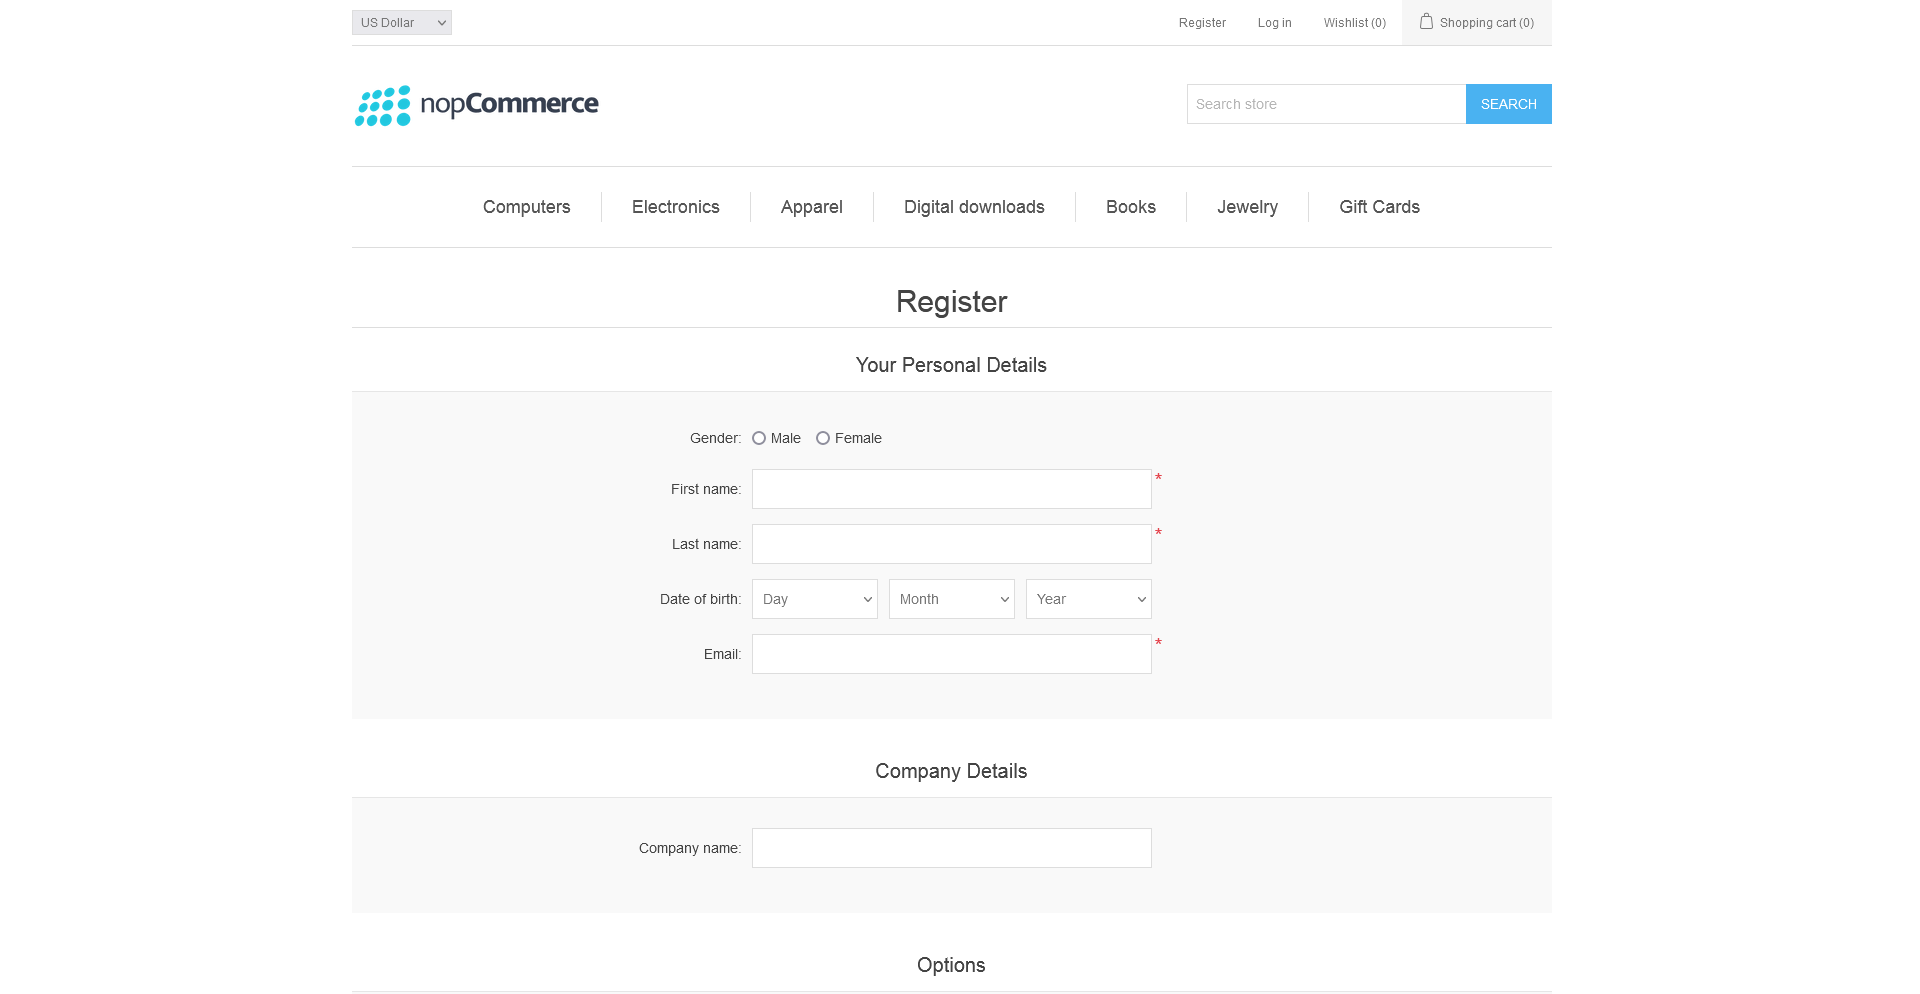 US Dollar
Register Log in Wishlist (0) Shopping cart (0)
nopCommerce
Search store SEARCH
Computers Electronics Apparel Digital downloads Books Jewelry Gift Cards
Register
Your Personal Details
Gender: Male Female
First name: *
Last name: *
Date of birth: Day Month Year
Email: *
Company Details
Company name:
Options